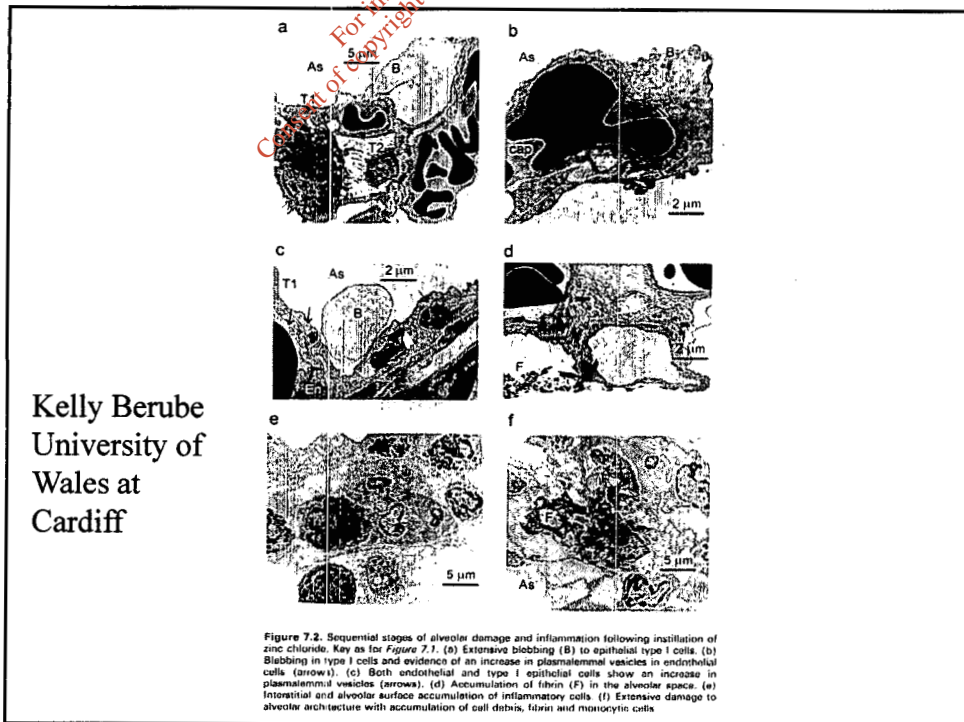 For in
Consent of copyright
a
As
5 µm
B
T1
T2
b
As
B
cap
2 µm
c
T1
As
2 µm
B
En
d
F
2 µm
Kelly Berube
University of
Wales at
Cardiff
e
5 µm
f
As
5 µm
Figure 7.2. Sequential stages of alveolar damage and inflammation following instillation of
zinc chloride. Key as for Figure 7.1. (a) Extensive blebbing (B) to epithelial type I cells. (b)
Blebbing in type I cells and evidence of an increase in plasmalemmal vesicles in endothelial
cells (arrows). (c) Both endothelial and type I epithelial cells show an increase in
plasmalemmal vesicles (arrows). (d) Accumulation of fibrin (F) in the alveolar space. (e)
Interstitial and alveolar surface accumulation of inflammatory cells. (f) Extensive damage to
alveolar architecture with accumulation of cell debris, fibrin and monocytic cells